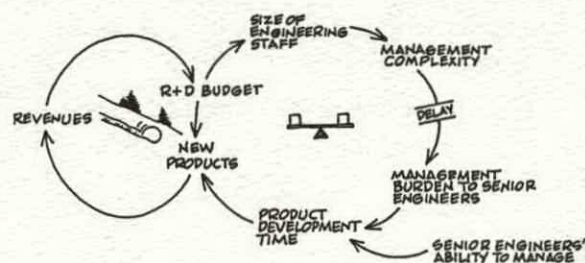 SIZE OF
ENGINEERING
STAFF
MANAGEMENT
COMPLEXITY
R+D BUDGET
REVENUES
DELAY
NEW
PRODUCTS
MANAGEMENT
BURDEN TO SENIOR
ENGINEERS
PRODUCT
DEVELOPMENT
TIME
SENIOR ENGINEERS'
ABILITY TO MANAGE